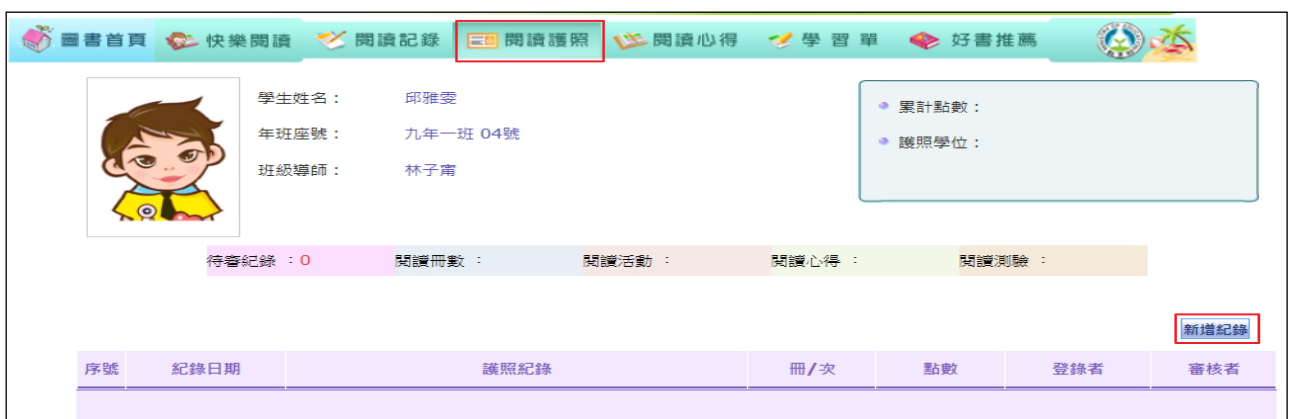 圖書首頁 快樂閱讀 閱讀記錄 閱讀護照 閱讀心得 學習單 好書推薦
學生姓名： 邱雅雯
年班座號： 九年一班 04號
班級導師： 林子甯
累計點數：
護照學位：
待審紀錄 ：0 閱讀冊數 ： 閱讀活動 ： 閱讀心得 ： 閱讀測驗 ：
新增紀錄
序號 紀錄日期 護照紀錄 冊/次 點數 登錄者 審核者